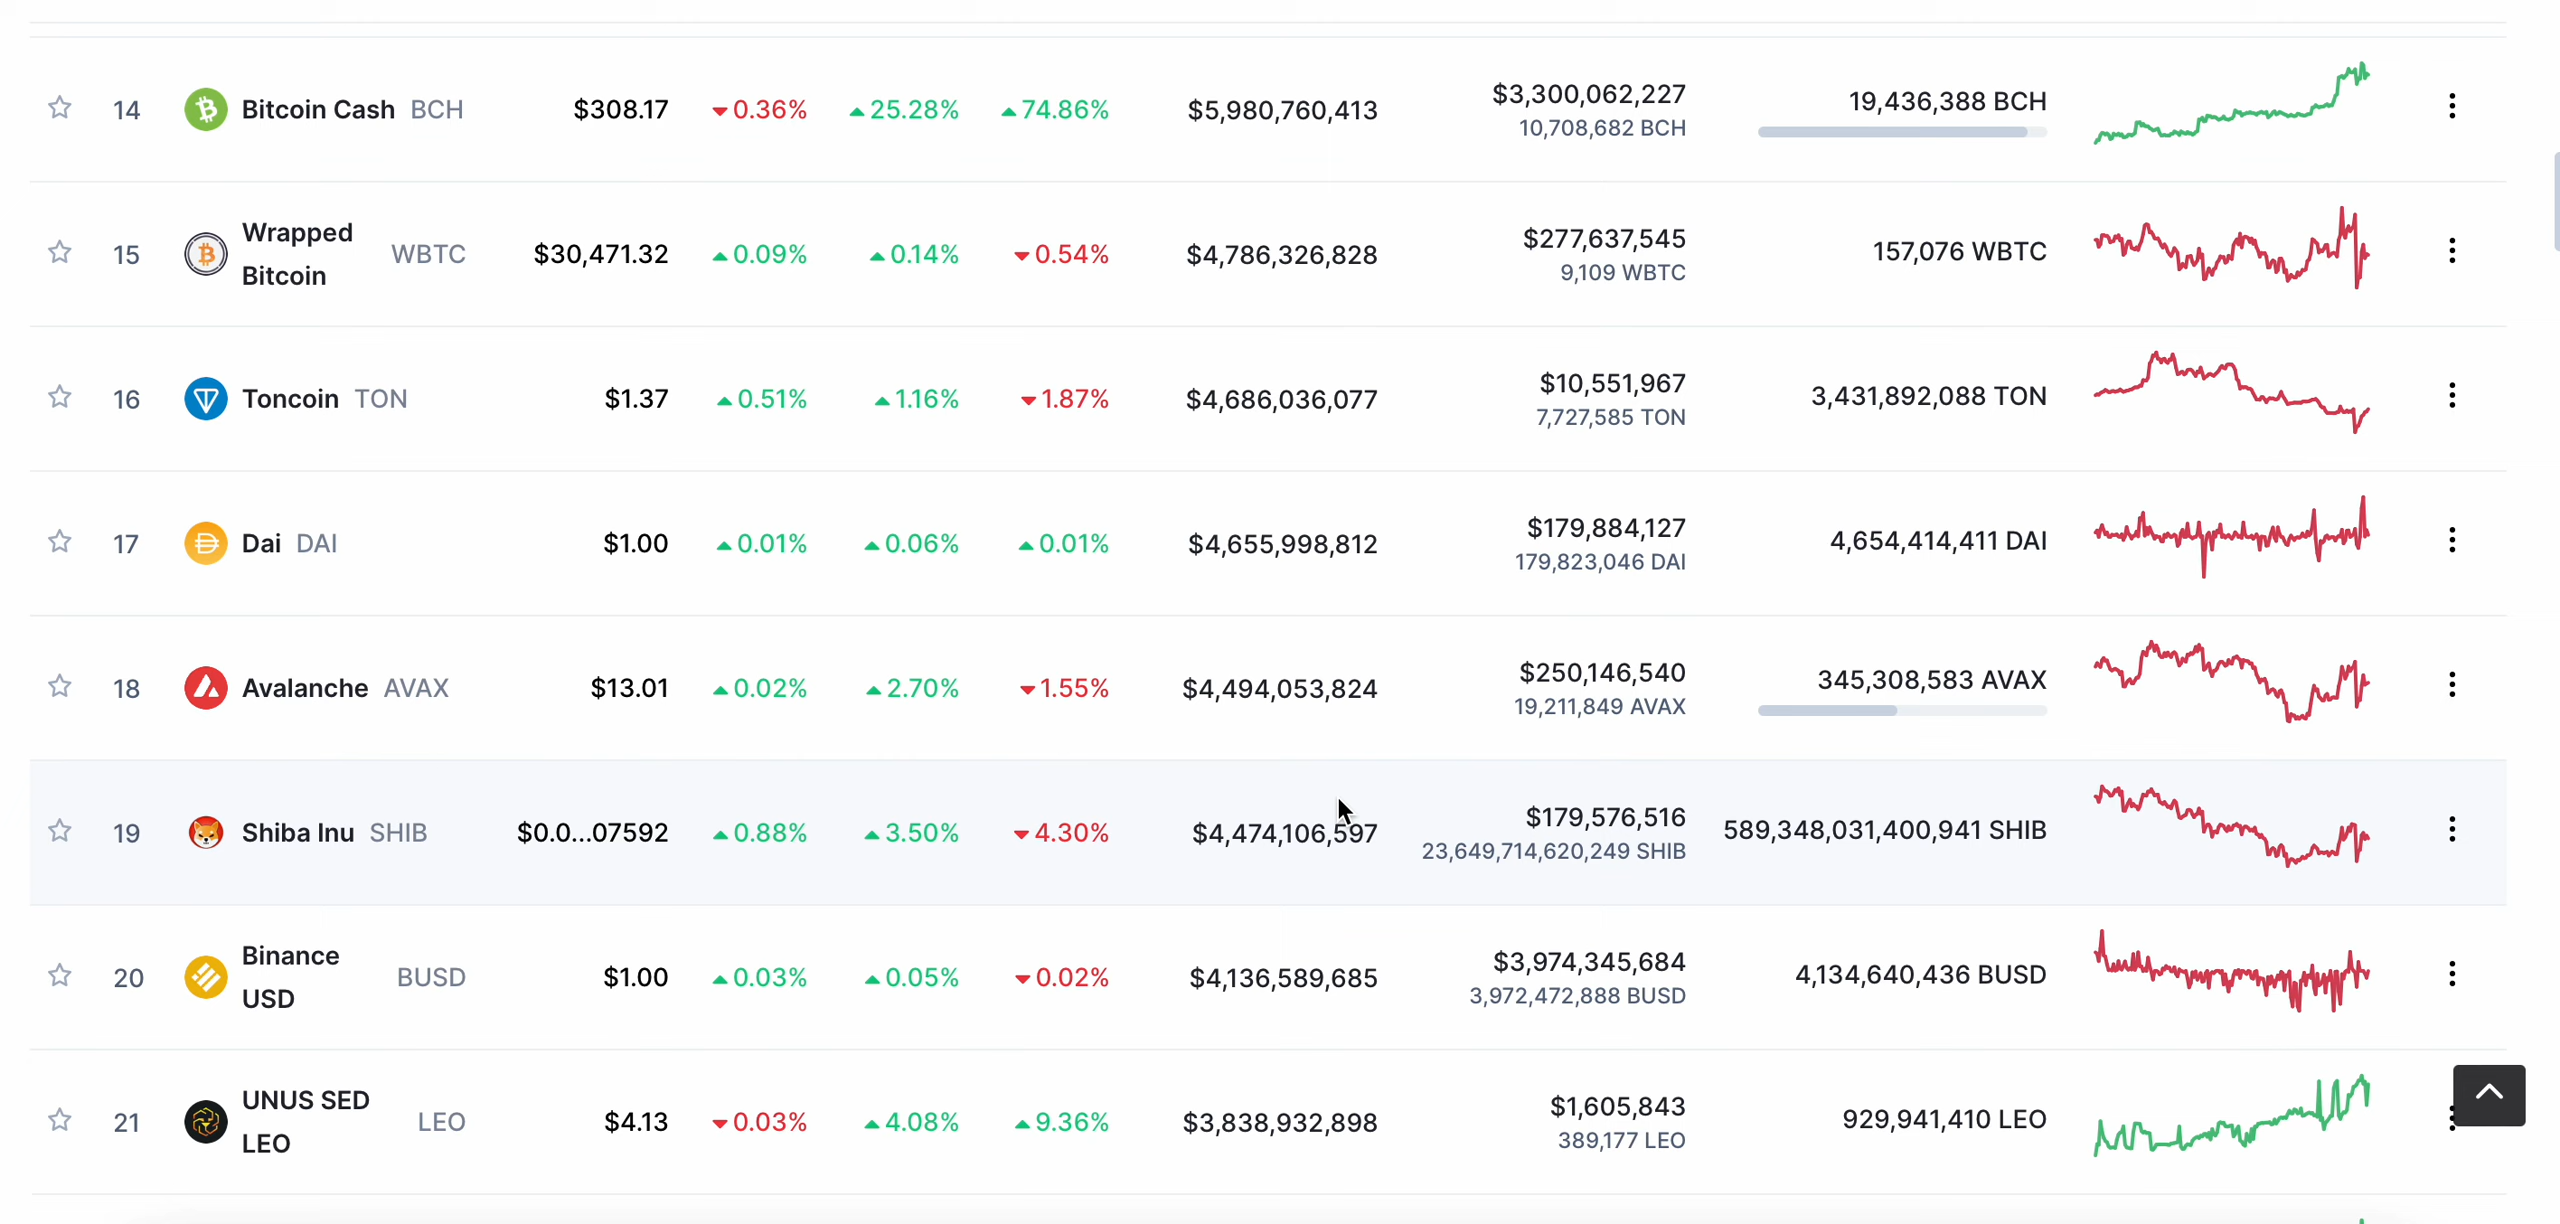 14 Bitcoin Cash BCH $308.17 0.36% 25.28% 74.86% $5,980,760,413 $3,300,062,227 19,436,388 BCH
10,708,682 BCH
15 Wrapped Bitcoin WBTC $30,471.32 0.09% 0.14% 0.54% $4,786,326,828 $277,637,545 157,076 WBTC
9,109 WBTC
16 Toncoin TON $1.37 0.51% 1.16% 1.87% $4,686,036,077 $10,551,967 3,431,892,088 TON
7,727,585 TON
17 Dai DAI $1.00 0.01% 0.06% 0.01% $4,655,998,812 $179,884,127 4,654,414,411 DAI
179,823,046 DAI
18 Avalanche AVAX $13.01 0.02% 2.70% 1.55% $4,494,053,824 $250,146,540 345,308,583 AVAX
19,211,849 AVAX
19 Shiba Inu SHIB $0.0...07592 0.88% 3.50% 4.30% $4,474,106,597 $179,576,516 589,348,031,400,941 SHIB
23,649,714,620,249 SHIB
20 Binance USD BUSD $1.00 0.03% 0.05% 0.02% $4,136,589,685 $3,974,345,684 4,134,640,436 BUSD
3,972,472,888 BUSD
21 UNUS SED LEO LEO $4.13 0.03% 4.08% 9.36% $3,838,932,898 $1,605,843 929,941,410 LEO
389,177 LEO